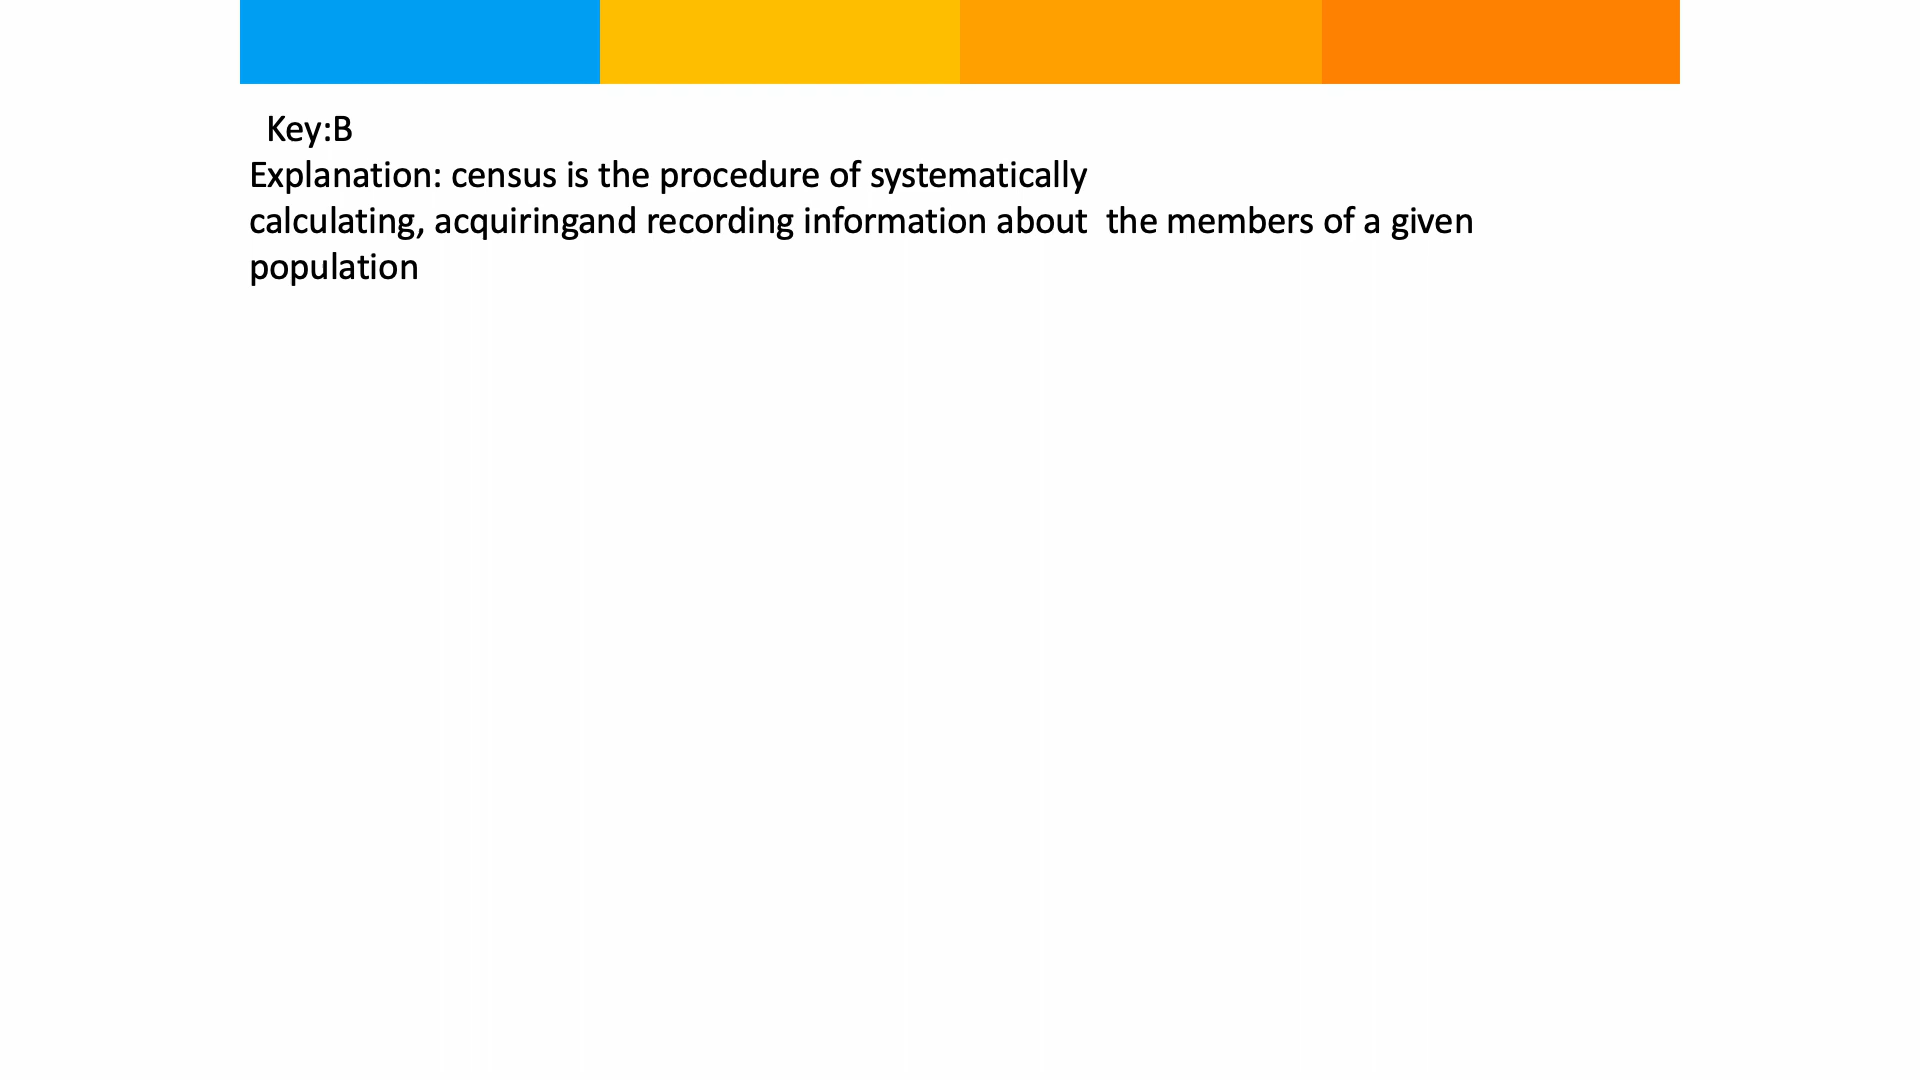 Key:B
Explanation: census is the procedure of systematically
calculating, acquiringand recording information about  the members of a given
population